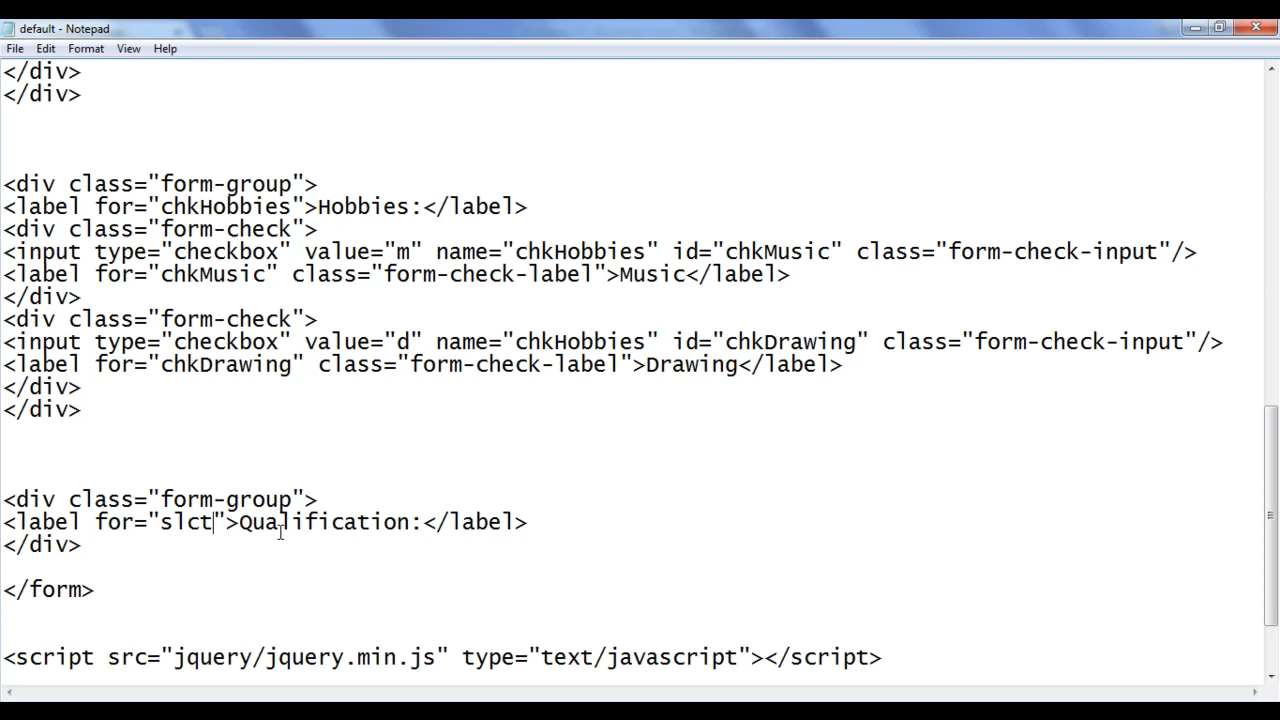 default - Notepad
File Edit Format View Help
</div>
</div>
<div class="form-group">
<label for="chkHobbies">Hobbies:</label>
<div class="form-check">
<input type="checkbox" value="m" name="chkHobbies" id="chkMusic" class="form-check-input"/>
<label for="chkMusic" class="form-check-label">Music</label>
</div>
<div class="form-check">
<input type="checkbox" value="d" name="chkHobbies" id="chkDrawing" class="form-check-input"/>
<label for="chkDrawing" class="form-check-label">Drawing</label>
</div>
</div>
<div class="form-group">
<label for="slct">Qualification:</label>
</div>
</form>
<script src="jquery/jquery.min.js" type="text/javascript"></script>